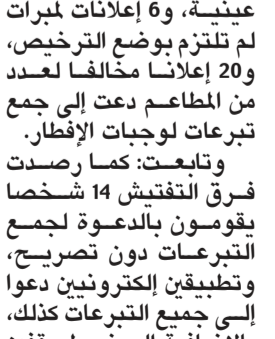 عينية، و6 إعلانات لمبرات
لم تلتزم بوضع الترخيص،
و20 إعلانا مخالفا لعدد
من المطاعم دعت إلى جمع
تبرعات لوجبات الإفطار.
وتابعت: كما رصدت
فرق التفتيش 14 شخصا
يقومون بالدعوة لجمع
التبرعات دون تصريح،
وتطبيقين إلكترونيين دعوا
إلى جميع التبرعات كذلك،